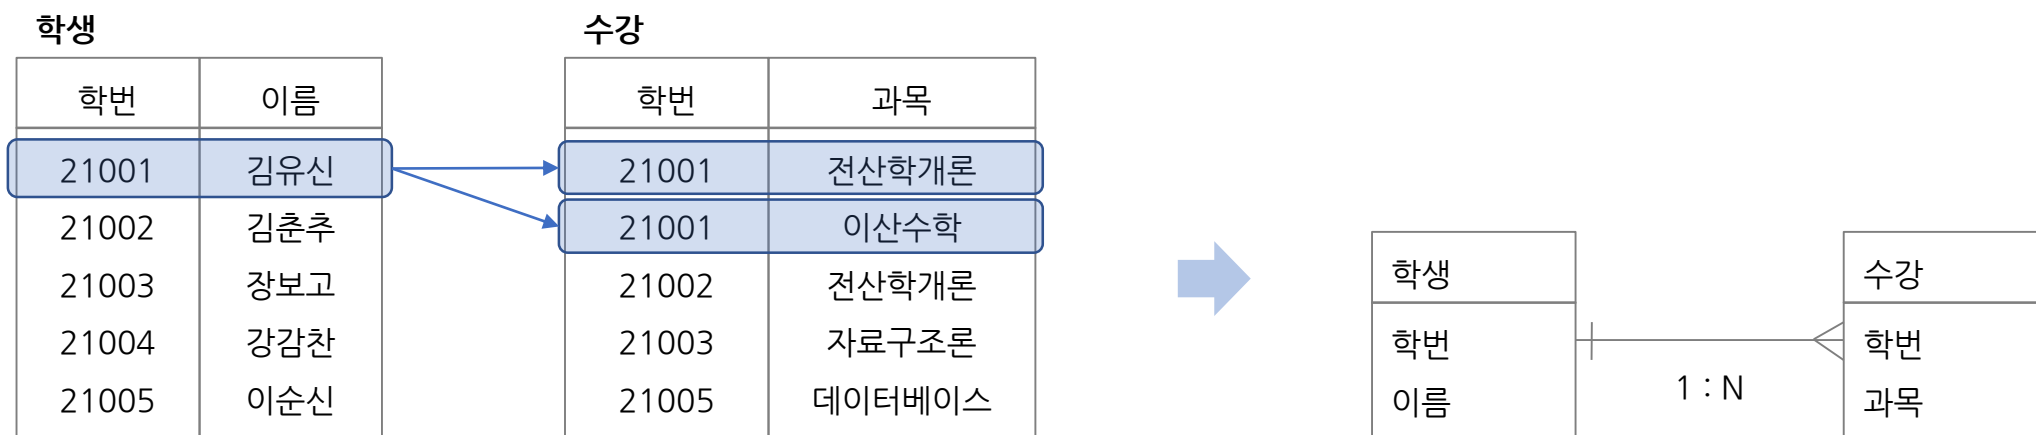 학생
학번 이름
21001 김유신
21002 김춘추
21003 장보고
21004 강감찬
21005 이순신
수강
학번 과목
21001 전산학개론
21001 이산수학
21002 전산학개론
21003 자료구조론
21005 데이터베이스
학생
학번
이름
1 : N
수강
학번
과목